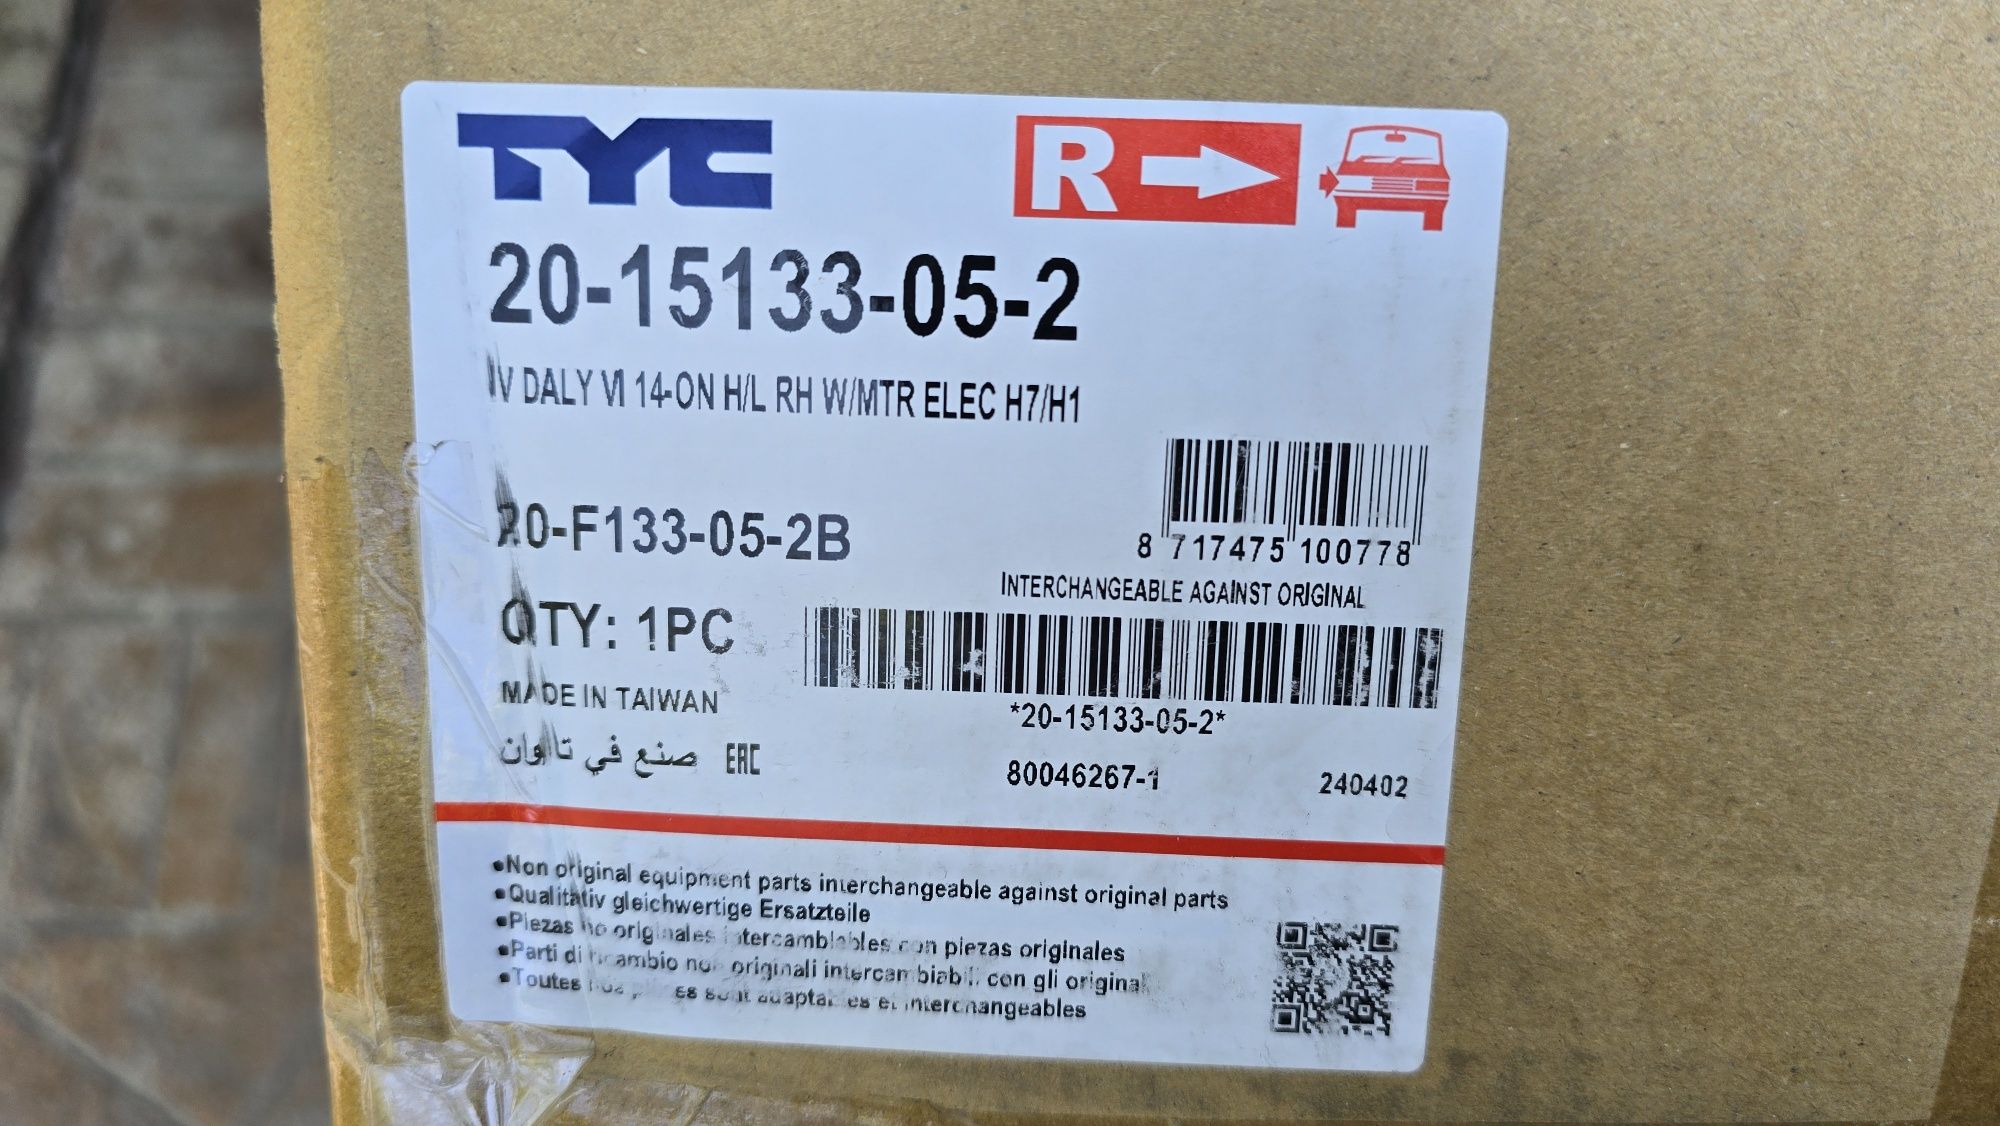 TYC
R
20-15133-05-2
IV DALY VI 14-ON H/L RH W/MTR ELEC H7/H1
20-F133-05-2B
8 717475 100778
INTERCHANGEABLE AGAINST ORIGINAL
QTY: 1PC
MADE IN TAIWAN
*20-15133-05-2*
صنع في تايوان EAC
80046267-1
240402
•Non original equipment parts interchangeable against original parts
•Qualitativ gleichwertige Ersatzteile
•Piezas no originales intercambiables con piezas originales
•Parti di ricambio non originali intercambiabili con gli original
•Toutes nos pièces sont adaptables et interchangeables